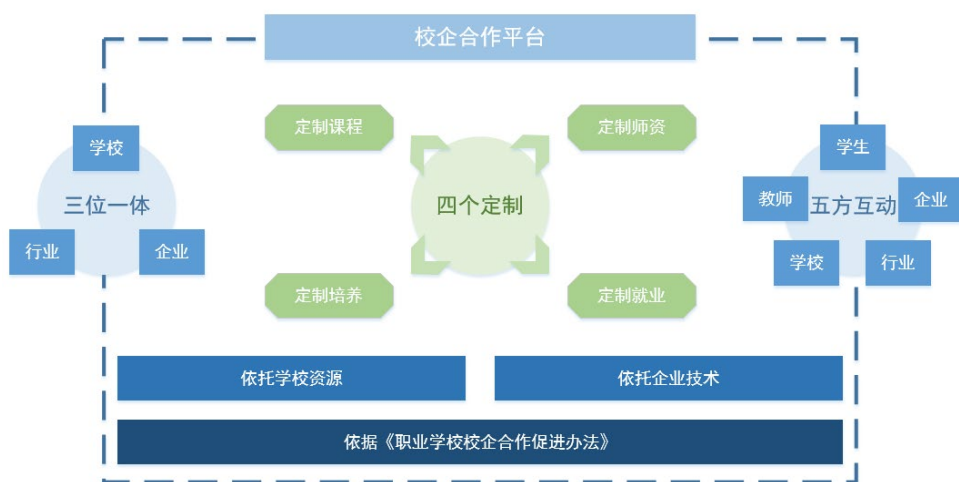 校企合作平台
定制课程
定制师资
学校
三位一体
行业
企业
四个定制
学生
教师
五方互动
企业
学校
行业
定制培养
定制就业
依托学校资源
依托企业技术
依据《职业学校校企合作促进办法》